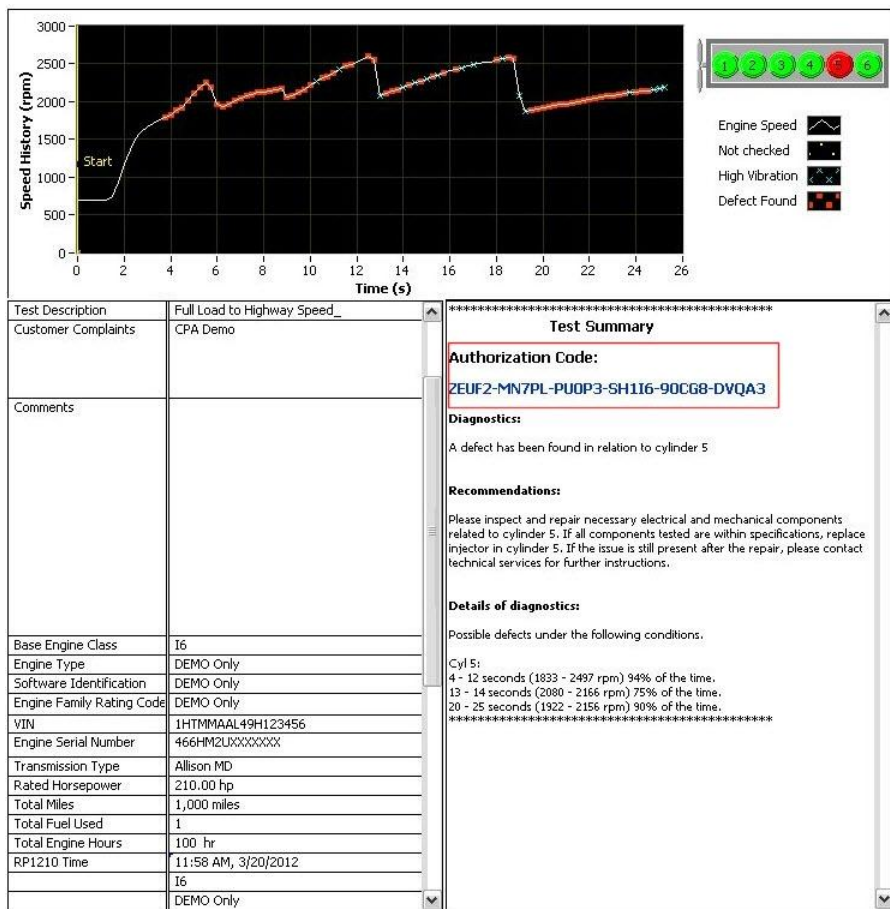 3000
2500
2000
1500
1000
500
0
Speed History (rpm)
Start
0 2 4 6 8 10 12 14 16 18 20 22 24 26
Time (s)
1 2 3 4 5 6
Engine Speed
Not checked
High Vibration
Defect Found
Test Description Full Load to Highway Speed_
Customer Complaints CPA Demo
Comments
Base Engine Class I6
Engine Type DEMO Only
Software Identification DEMO Only
Engine Family Rating Code DEMO Only
VIN 1HTMMAAL49H123456
Engine Serial Number 466HM2UXXXXXXX
Transmission Type Allison MD
Rated Horsepower 210.00 hp
Total Miles 1,000 miles
Total Fuel Used 1
Total Engine Hours 100 hr
RP1210 Time 11:58 AM, 3/20/2012
I6
DEMO Only
*********************************************
Test Summary
Authorization Code:
ZEUF2-MN7PL-PU0P3-SH1I6-90CG8-DVQA3
Diagnostics:
A defect has been found in relation to cylinder 5
Recommendations:
Please inspect and repair necessary electrical and mechanical components
related to cylinder 5. If all components tested are within specifications, replace
injector in cylinder 5. If the issue is still present after the repair, please contact
technical services for further instructions.
Details of diagnostics:
Possible defects under the following conditions.
Cyl 5:
4 - 12 seconds (1833 - 2497 rpm) 94% of the time.
13 - 14 seconds (2080 - 2166 rpm) 75% of the time.
20 - 25 seconds (1922 - 2156 rpm) 90% of the time.
*********************************************